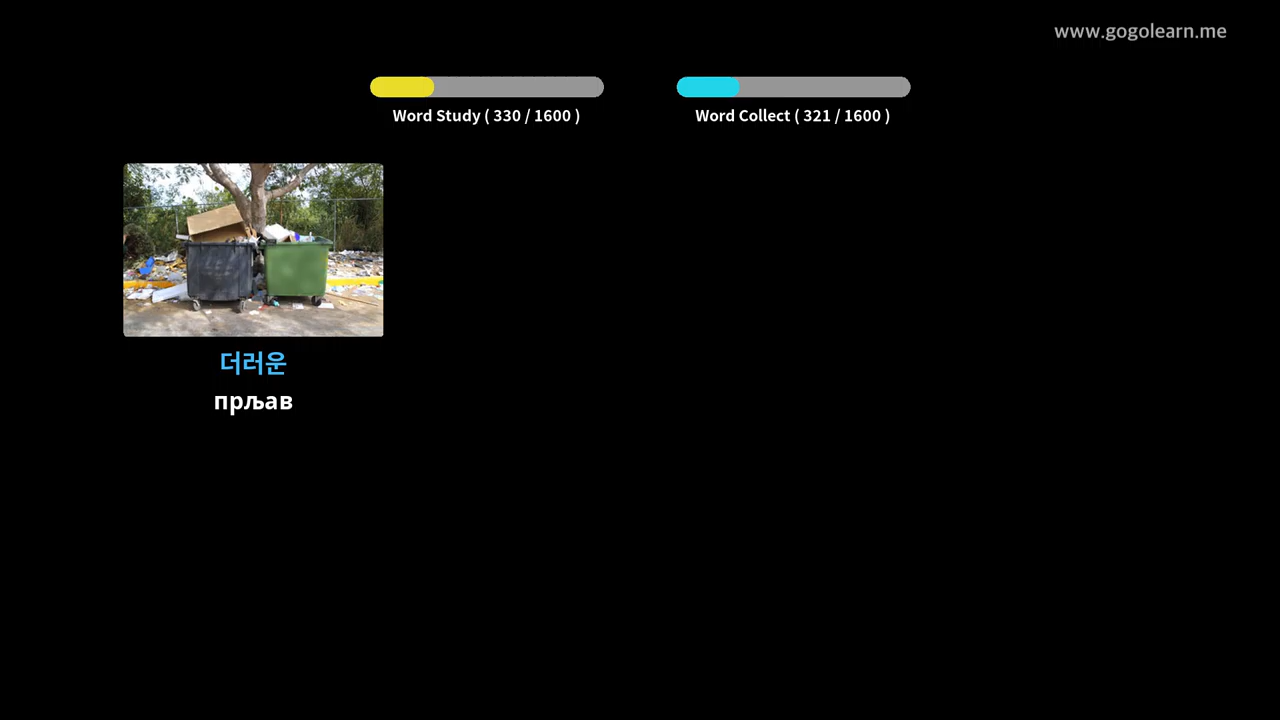 www.gogolearn.me
Word Study ( 330 / 1600 )
Word Collect ( 321 / 1600 )
더러운
прљав